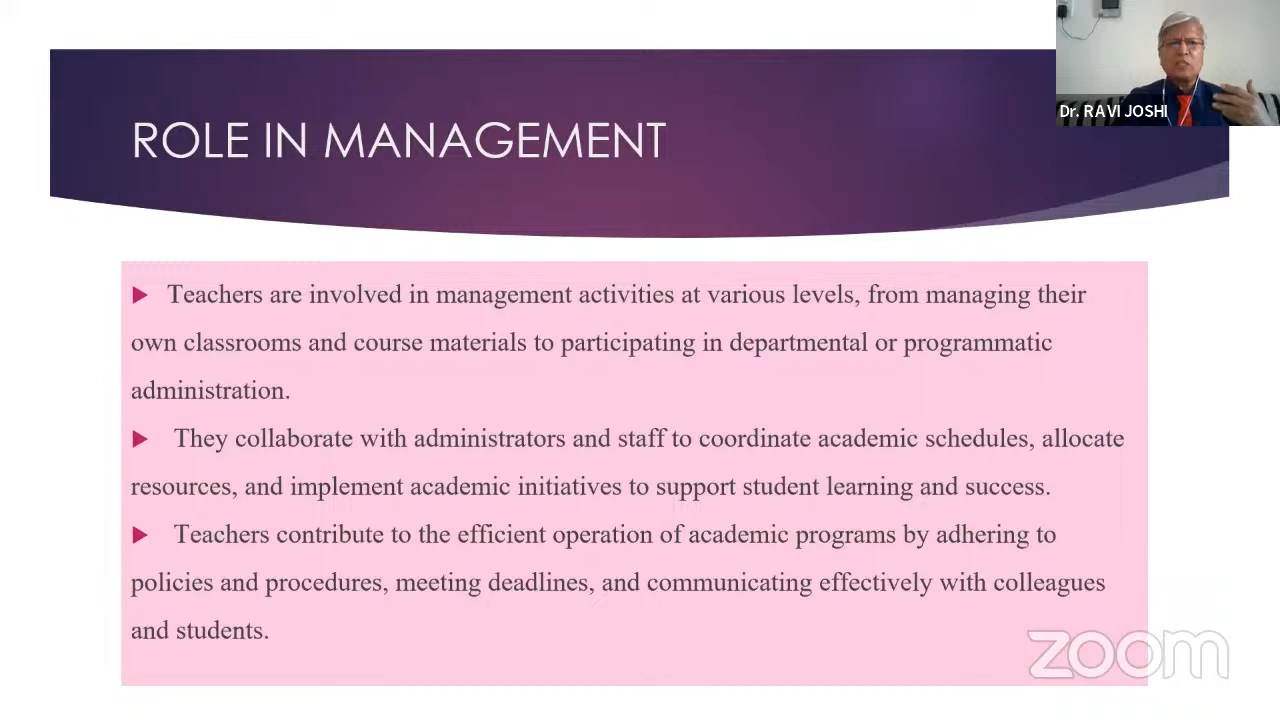 Dr. RAVI JOSHI
ROLE IN MANAGEMENT
Teachers are involved in management activities at various levels, from managing their
own classrooms and course materials to participating in departmental or programmatic
administration.
They collaborate with administrators and staff to coordinate academic schedules, allocate
resources, and implement academic initiatives to support student learning and success.
Teachers contribute to the efficient operation of academic programs by adhering to
policies and procedures, meeting deadlines, and communicating effectively with colleagues
and students.
zoom